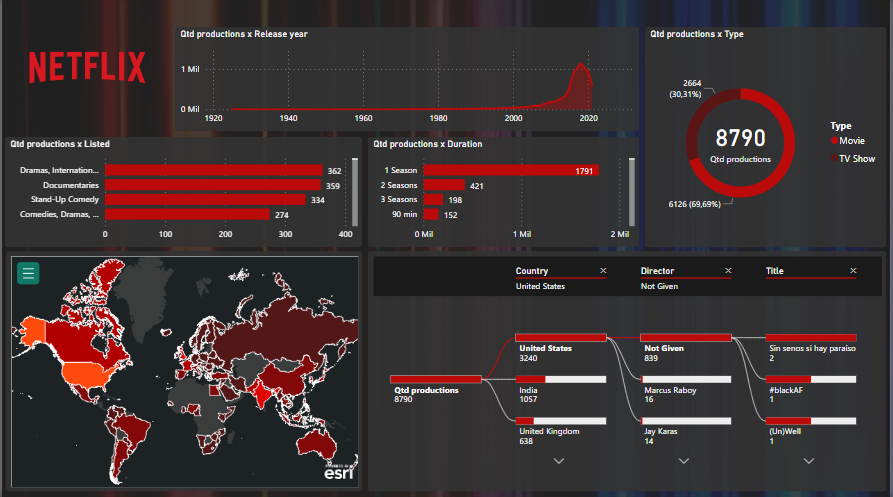 NETFLIX
Qtd productions x Release year
1 Mil
0 Mil
1920 1940 1960 1980 2000 2020
Qtd productions x Type
2664
(30,31%)
8790
Qtd productions
6126 (69,69%)
Type
Movie
TV Show
Qtd productions x Listed
Dramas, Internation... 362
Documentaries 359
Stand-Up Comedy 334
Comedies, Dramas, ... 274
0 100 200 300 400
Qtd productions x Duration
1 Season 1791
2 Seasons 421
3 Seasons 198
90 min 152
0 Mil 1 Mil 2 Mil
POWERED BY
esri
Country Director Title
United States Not Given
Qtd productions
8790
United States
3240
India
1057
United Kingdom
638
Not Given
839
Marcus Raboy
16
Jay Karas
14
Sin senos sí hay paraíso
2
#blackAF
1
(Un)Well
1